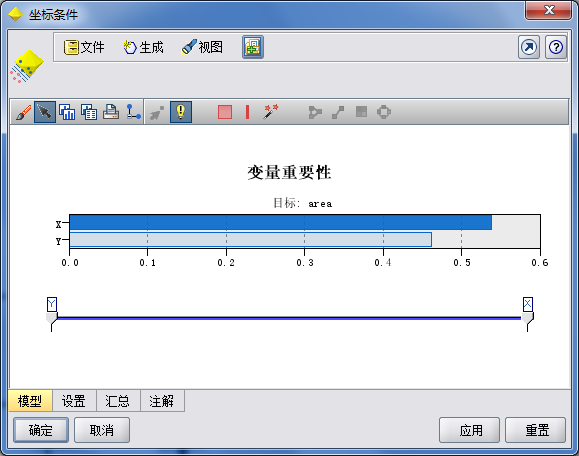 坐标条件
文件 生成 视图
变量重要性
目标: area
X
Y
0.0 0.1 0.2 0.3 0.4 0.5 0.6
Y X
模型 设置 汇总 注解
确定 取消 应用 重置